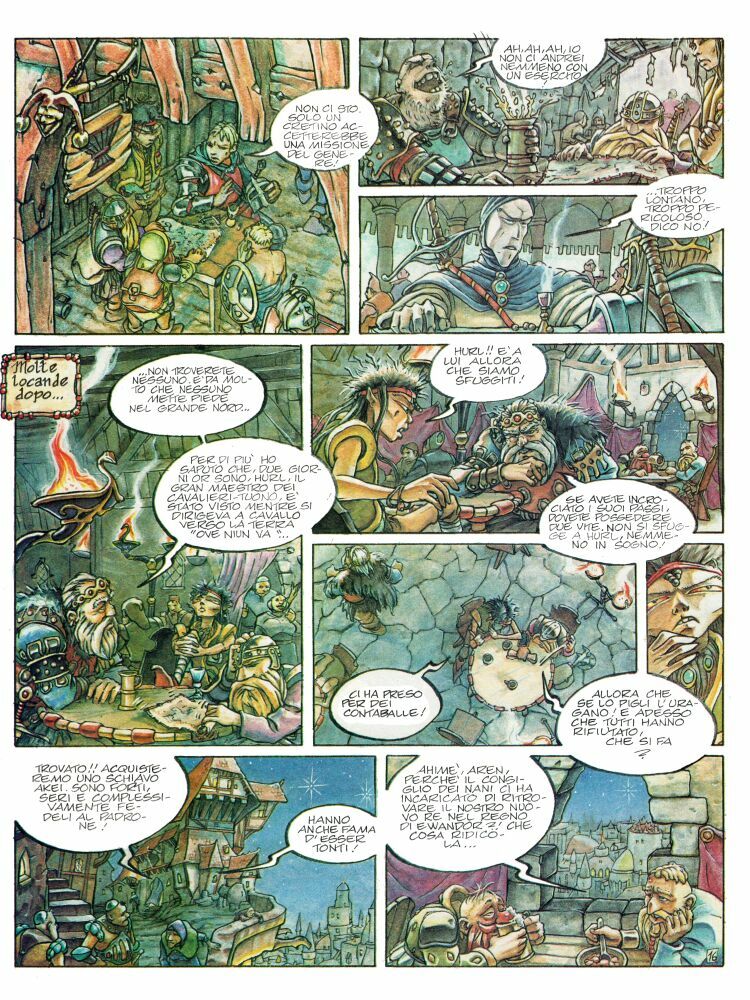 NON CI STO.
SOLO UN
CRETINO AC-
CETTEREBBE
UNA MISSIONE
DEL GENE-
RE!
AH, AH, AH, IO
NON CI ANDREI
NEMMENO CON
UN ESERCITO!
...TROPPO
LONTANO,
TROPPO PE-
RICOLOSO.
DICO NO!
Molte
locande
dopo...
...NON TROVERETE
NESSUNO. E' DA MOL-
TO CHE NESSUNO
METTE PIEDE
NEL GRANDE NORD...
PER DI PIU' HO
SAPUTO CHE, DUE GIOR-
NI OR SONO, HURL, IL
GRAN MAESTRO DEI
CAVALIERI-TUONO, E'
STATO VISTO MENTRE SI
DIRIGEVA A CAVALLO
VERSO LA TERRA
"OVE NIUN VA"...
HURL!! E' A
LUI ALLORA
CHE SIAMO
SFUGGITI!
SE AVETE INCRO-
CIATO I SUOI PASSI,
DOVETE POSSEDERE
DUE VITE. NON SI SFUG-
GE A HURL, NEMME-
NO IN SOGNO!
CI HA PRESO
PER DEI
CONTABALLE!
ALLORA CHE
SE LO PIGLI L'URA-
GANO! E ADESSO
CHE TUTTI HANNO
RIFIUTATO,
CHE SI FA
?
TROVATO!! ACQUISTE-
REMO UNO SCHIAVO
AKEI. SONO FORTI,
SERI E COMPLESSI-
VAMENTE FE-
DELI AL PADRO-
NE!
HANNO
ANCHE FAMA
D'ESSER
TONTI!
AHIME', AREN,
PERCHE' IL CONSI-
GLIO DEI NANI CI HA
INCARICATO DI RITRO-
VARE IL NOSTRO NUO-
VO RE NEL REGNO
DI EWANDOR?! CHE
COSA RIDICO-
LA...
16